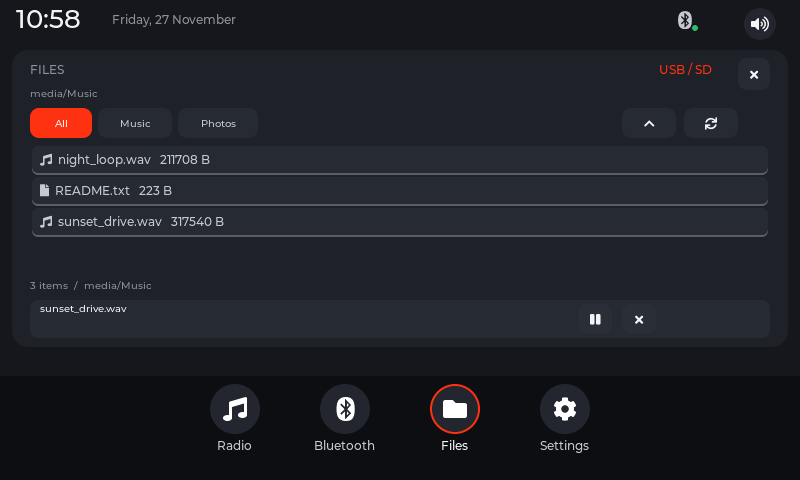 10:58 Friday, 27 November
FILES USB / SD
media/Music
All Music Photos
night_loop.wav 211708 B
README.txt 223 B
sunset_drive.wav 317540 B
3 items / media/Music
sunset_drive.wav
Radio Bluetooth Files Settings